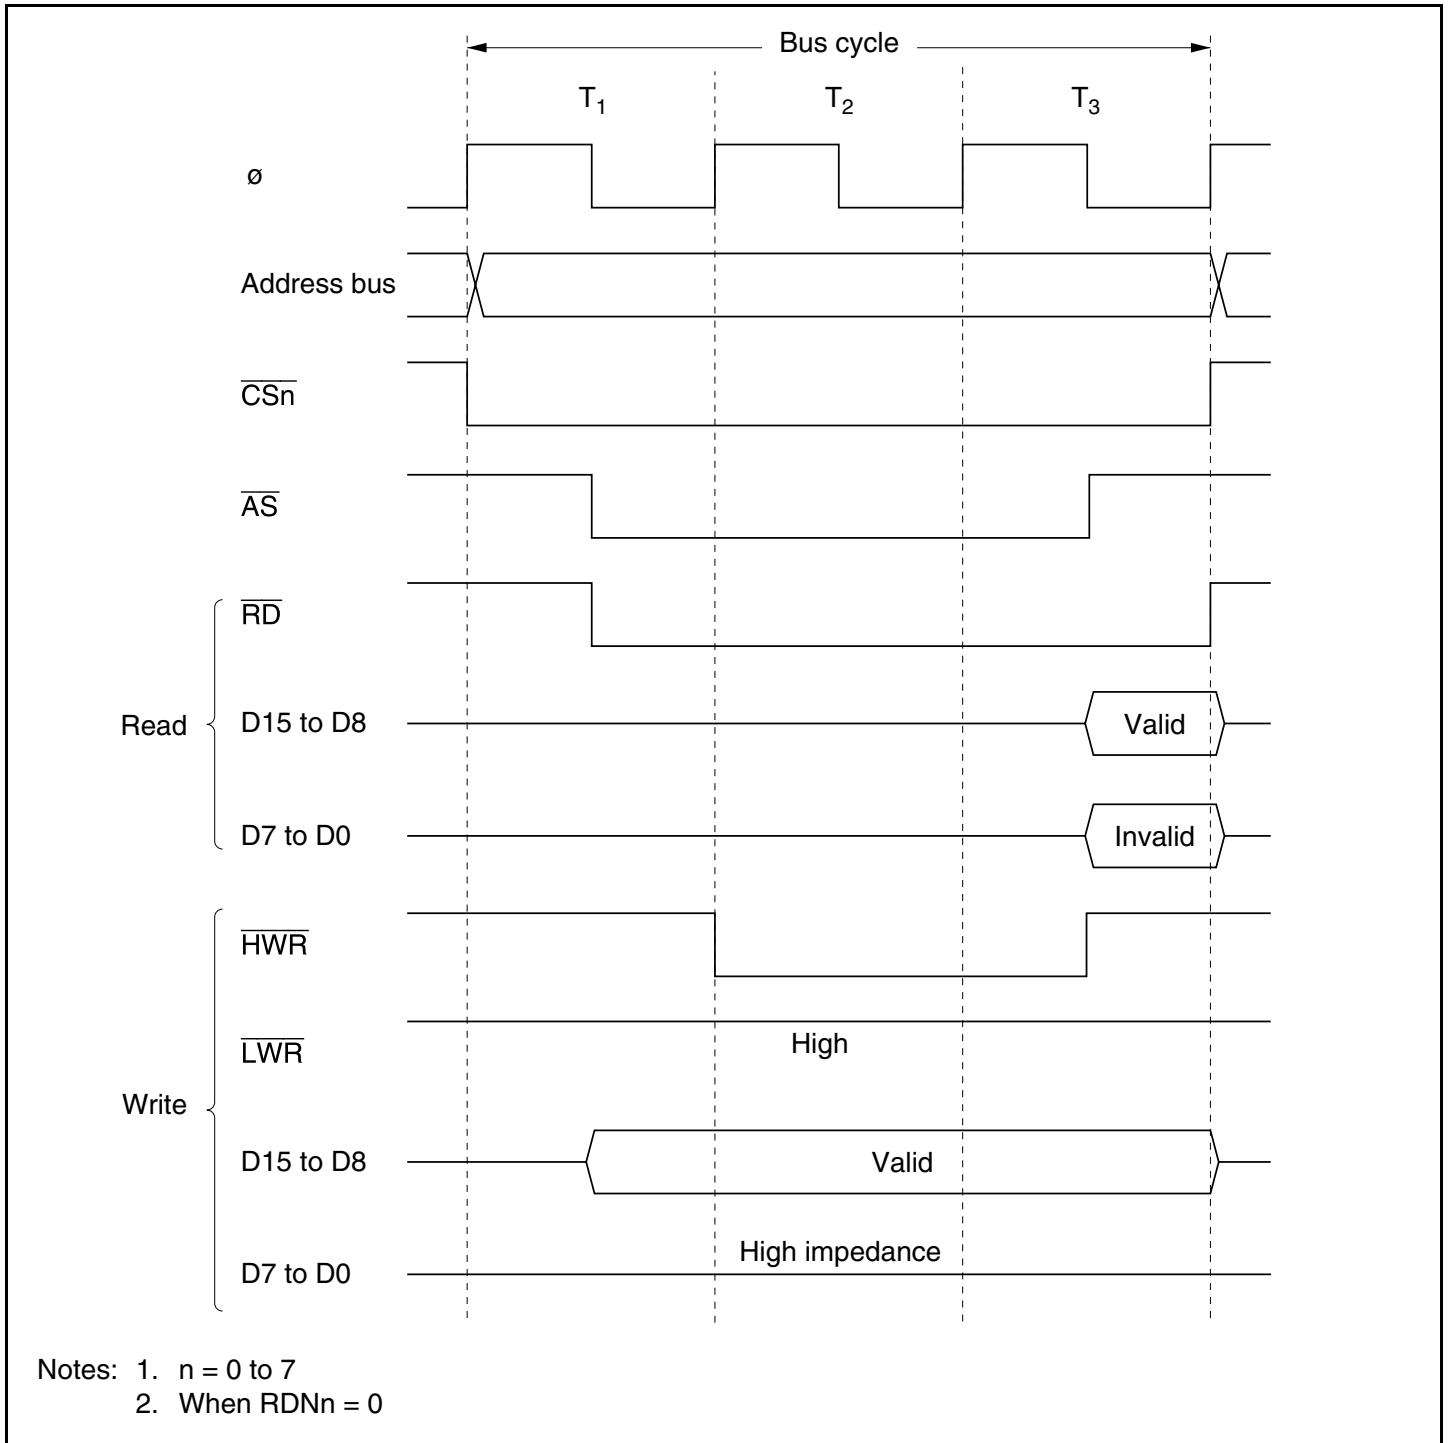 Bus cycle
T1 T2 T3
ø
Address bus
CSn
AS
RD
Read
D15 to D8
Valid
D7 to D0
Invalid
HWR
LWR
High
Write
D15 to D8
Valid
D7 to D0
High impedance
Notes: 1. n = 0 to 7
2. When RDNn = 0